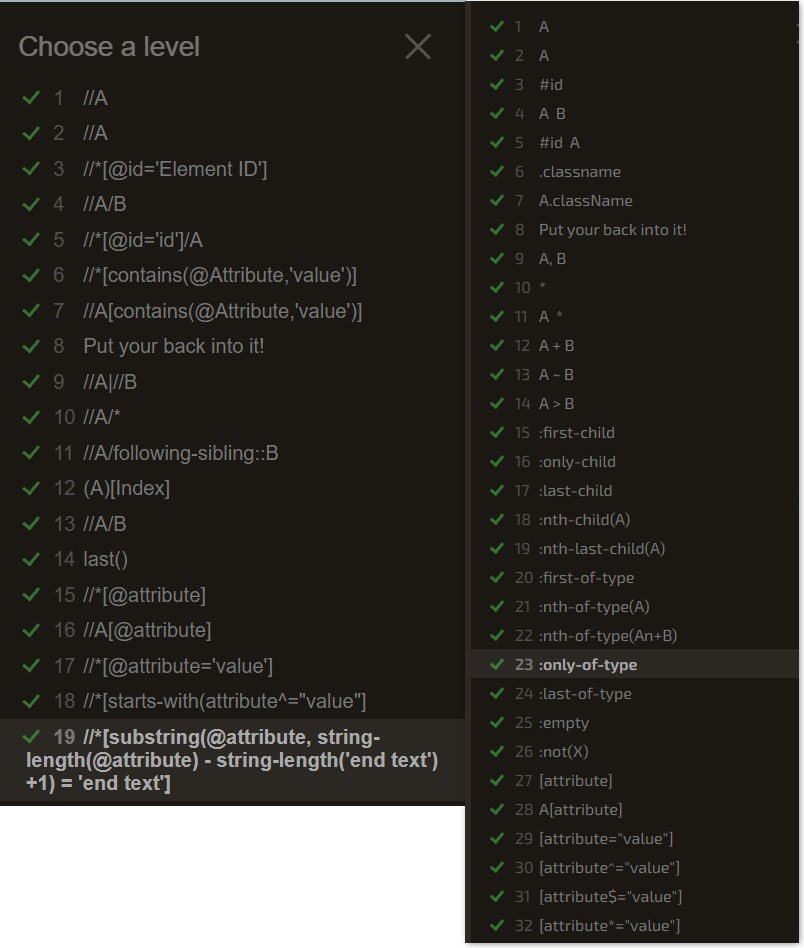 Choose a level
1 //A
2 //A
3 //*[@id='Element ID']
4 //A/B
5 //*[@id='id']/A
6 //*[contains(@Attribute,'value')]
7 //A[contains(@Attribute,'value')]
8 Put your back into it!
9 //A|//B
10 //A/*
11 //A/following-sibling::B
12 (A)[Index]
13 //A/B
14 last()
15 //*[@attribute]
16 //A[@attribute]
17 //*[@attribute='value']
18 //*[starts-with(attribute^="value"]
19 //*[substring(@attribute, string-
length(@attribute) - string-length('end text')
+1) = 'end text']
1 A
2 A
3 #id
4 A B
5 #id A
6 .classname
7 A.className
8 Put your back into it!
9 A, B
10 *
11 A *
12 A + B
13 A ~ B
14 A > B
15 :first-child
16 :only-child
17 :last-child
18 :nth-child(A)
19 :nth-last-child(A)
20 :first-of-type
21 :nth-of-type(A)
22 :nth-of-type(An+B)
23 :only-of-type
24 :last-of-type
25 :empty
26 :not(X)
27 [attribute]
28 A[attribute]
29 [attribute="value"]
30 [attribute^="value"]
31 [attribute$="value"]
32 [attribute*="value"]